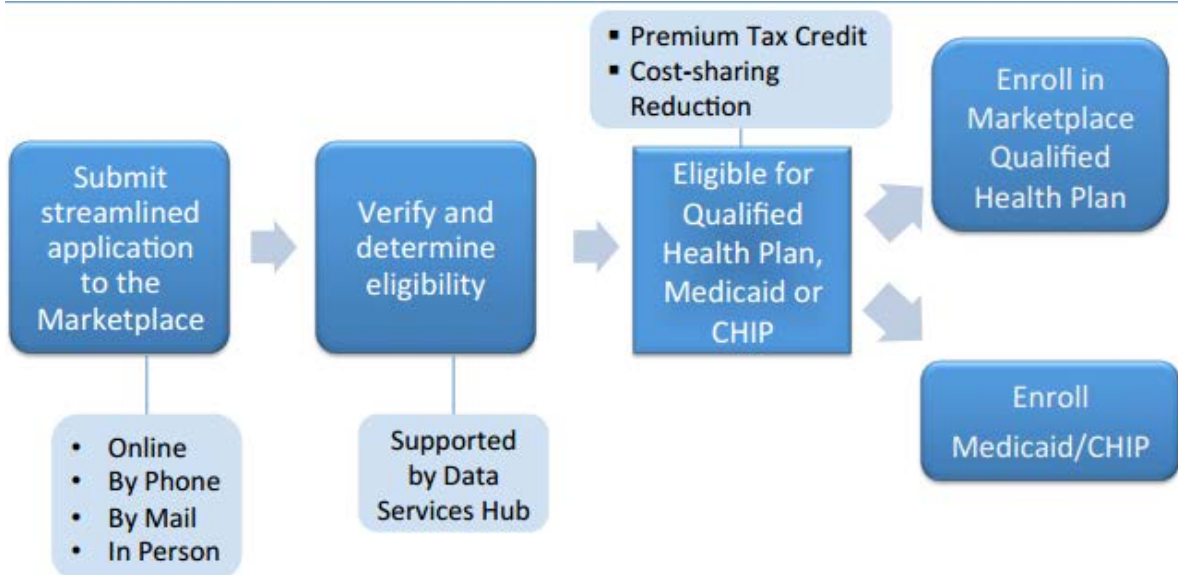 Submit
streamlined
application
to the
Marketplace
• Online
• By Phone
• By Mail
• In Person
Verify and
determine
eligibility
Supported
by Data
Services Hub
▪ Premium Tax Credit
▪ Cost-sharing
Reduction
Eligible for
Qualified
Health Plan,
Medicaid or
CHIP
Enroll in
Marketplace
Qualified
Health Plan
Enroll
Medicaid/CHIP